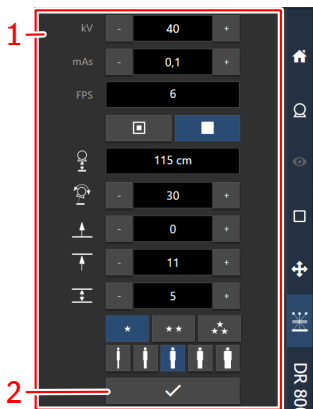 1
kV - 40 +
mAs - 0,1 +
FPS 6
115 cm
- 30 +
- 0 +
- 11 +
- 5 +
2
DR 80